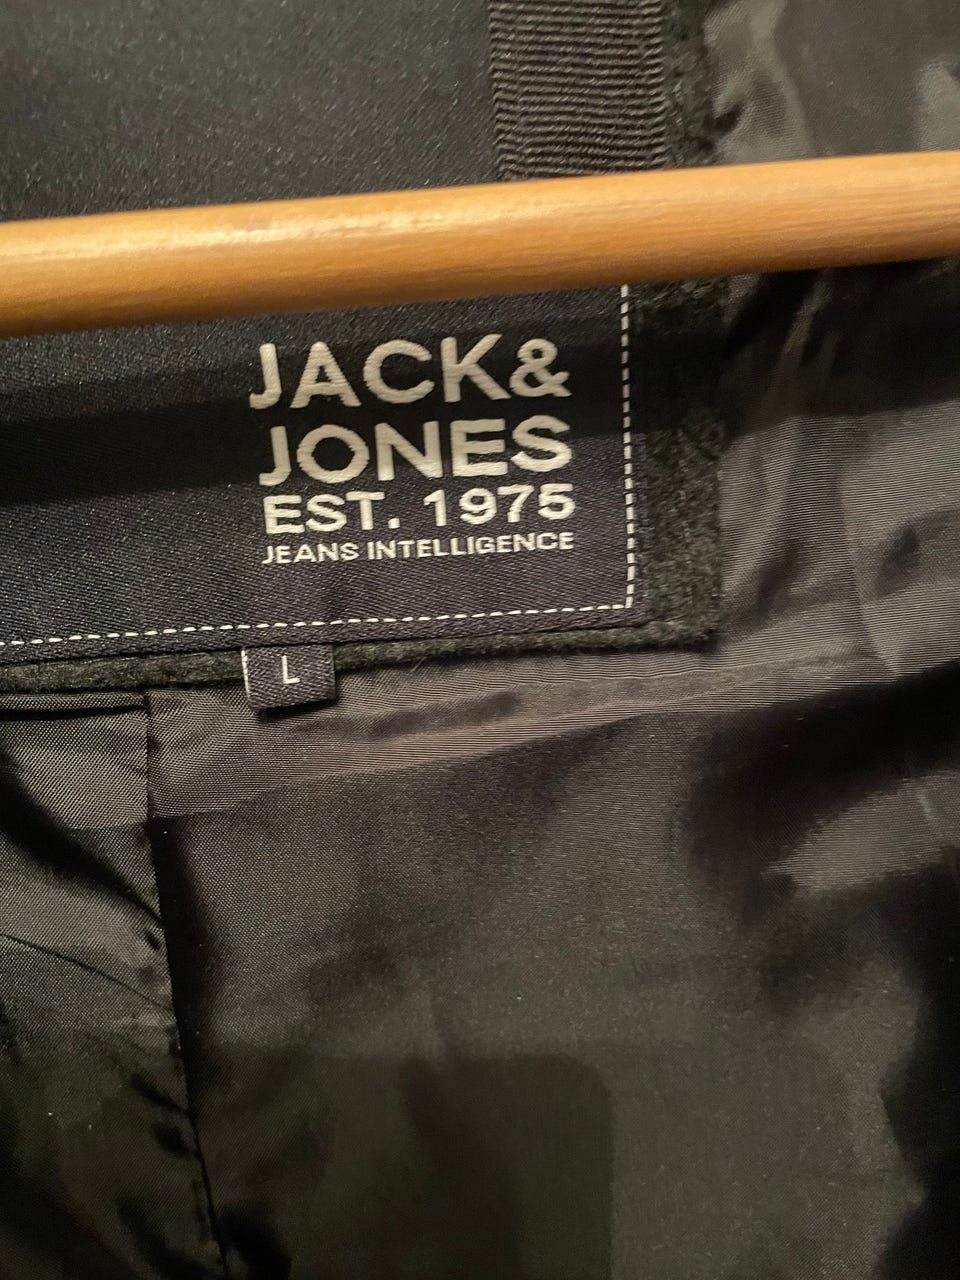 JACK&
JONES
EST. 1975
JEANS INTELLIGENCE
L